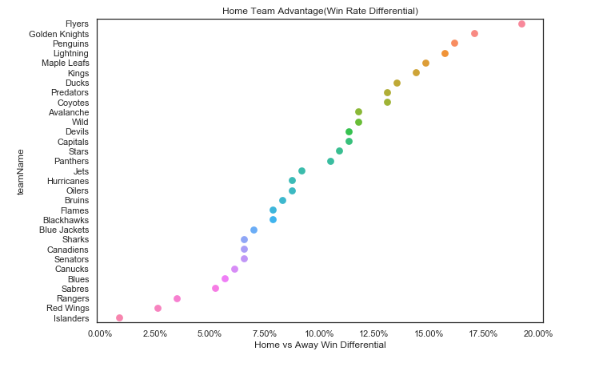 Home Team Advantage(Win Rate Differential)
Flyers
Golden Knights
Penguins
Lightning
Maple Leafs
Kings
Ducks
Predators
Coyotes
Avalanche
Wild
Devils
Capitals
Stars
Panthers
Jets
Hurricanes
Oilers
Bruins
Flames
Blackhawks
Blue Jackets
Sharks
Canadiens
Senators
Canucks
Blues
Sabres
Rangers
Red Wings
Islanders
teamName
0.00% 2.50% 5.00% 7.50% 10.00% 12.50% 15.00% 17.50% 20.00%
Home vs Away Win Differential